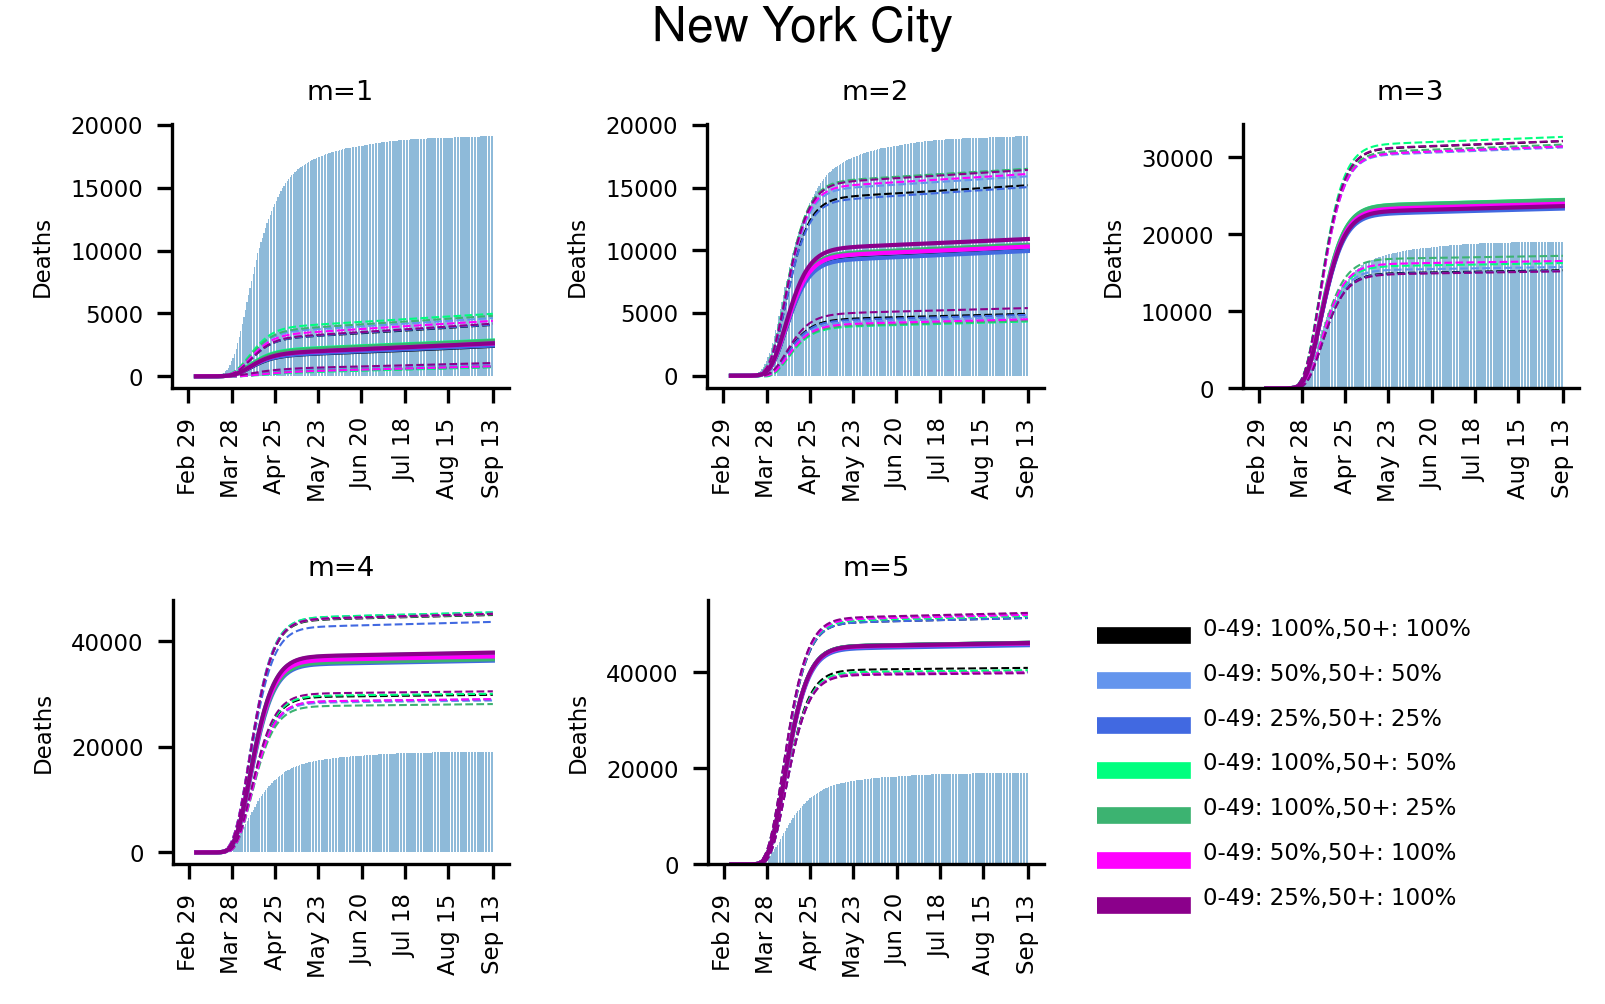 New York City
m=1
m=2
m=3
20000
15000
10000
5000
0
Deaths
Feb 29
Mar 28
Apr 25
May 23
Jun 20
Jul 18
Aug 15
Sep 13
20000
15000
10000
5000
0
Deaths
Feb 29
Mar 28
Apr 25
May 23
Jun 20
Jul 18
Aug 15
Sep 13
30000
20000
10000
0
Deaths
Feb 29
Mar 28
Apr 25
May 23
Jun 20
Jul 18
Aug 15
Sep 13
m=4
m=5
40000
20000
0
Deaths
Feb 29
Mar 28
Apr 25
May 23
Jun 20
Jul 18
Aug 15
Sep 13
40000
20000
0
Deaths
Feb 29
Mar 28
Apr 25
May 23
Jun 20
Jul 18
Aug 15
Sep 13
0-49: 100%,50+: 100%
0-49: 50%,50+: 50%
0-49: 25%,50+: 25%
0-49: 100%,50+: 50%
0-49: 100%,50+: 25%
0-49: 50%,50+: 100%
0-49: 25%,50+: 100%